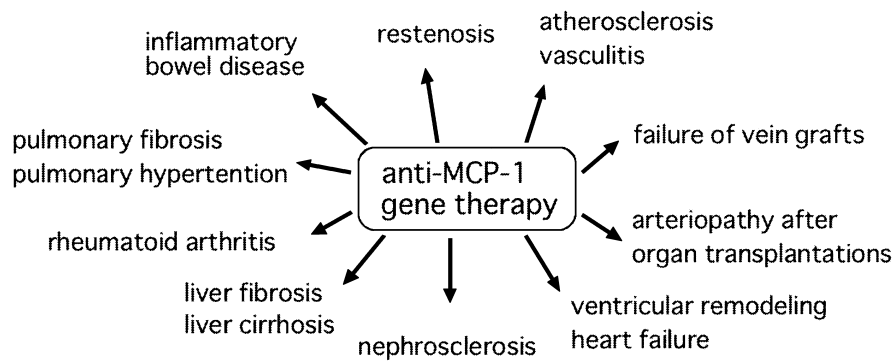 inflammatory
bowel disease
restenosis
atherosclerosis
vasculitis
pulmonary fibrosis
pulmonary hypertention
anti-MCP-1
gene therapy
failure of vein grafts
rheumatoid arthritis
arteriopathy after
organ transplantations
liver fibrosis
liver cirrhosis
nephrosclerosis
ventricular remodeling
heart failure